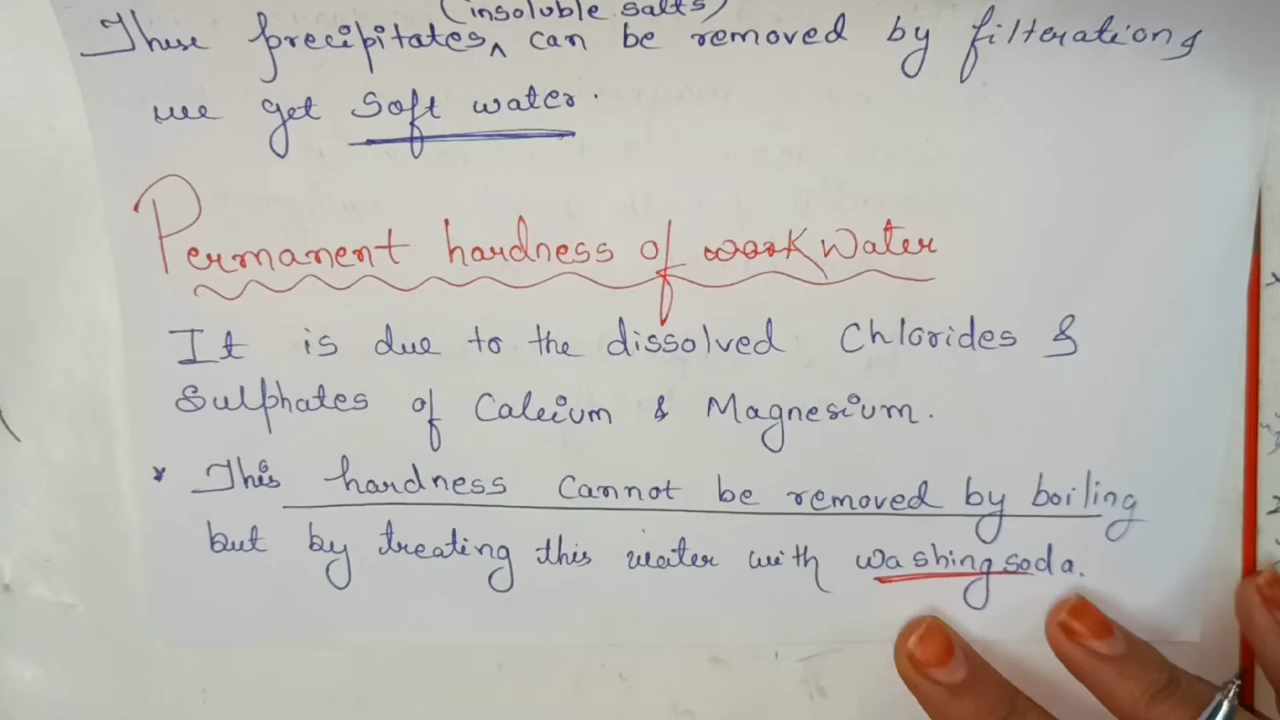 (insoluble salts)
These precipitates ^ can be removed by filteration &
we get soft water.
Permanent hardness of Water
It is due to the dissolved Chlorides &
Sulphates of Calcium & Magnesium.
* This hardness cannot be removed by boiling
but by treating this water with washing soda.